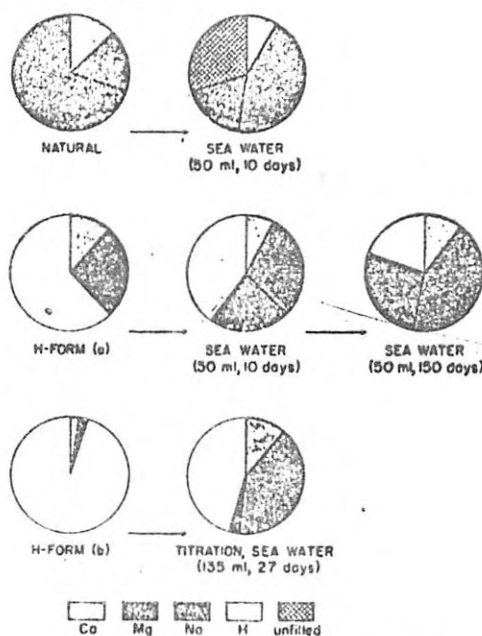 NATURAL
SEA WATER
(50 ml, 10 days)
H-FORM (a)
SEA WATER
(50 ml, 10 days)
SEA WATER
(50 ml, 150 days)
H-FORM (b)
TITRATION, SEA WATER
(135 ml, 27 days)
Ca Mg Na H unfilled